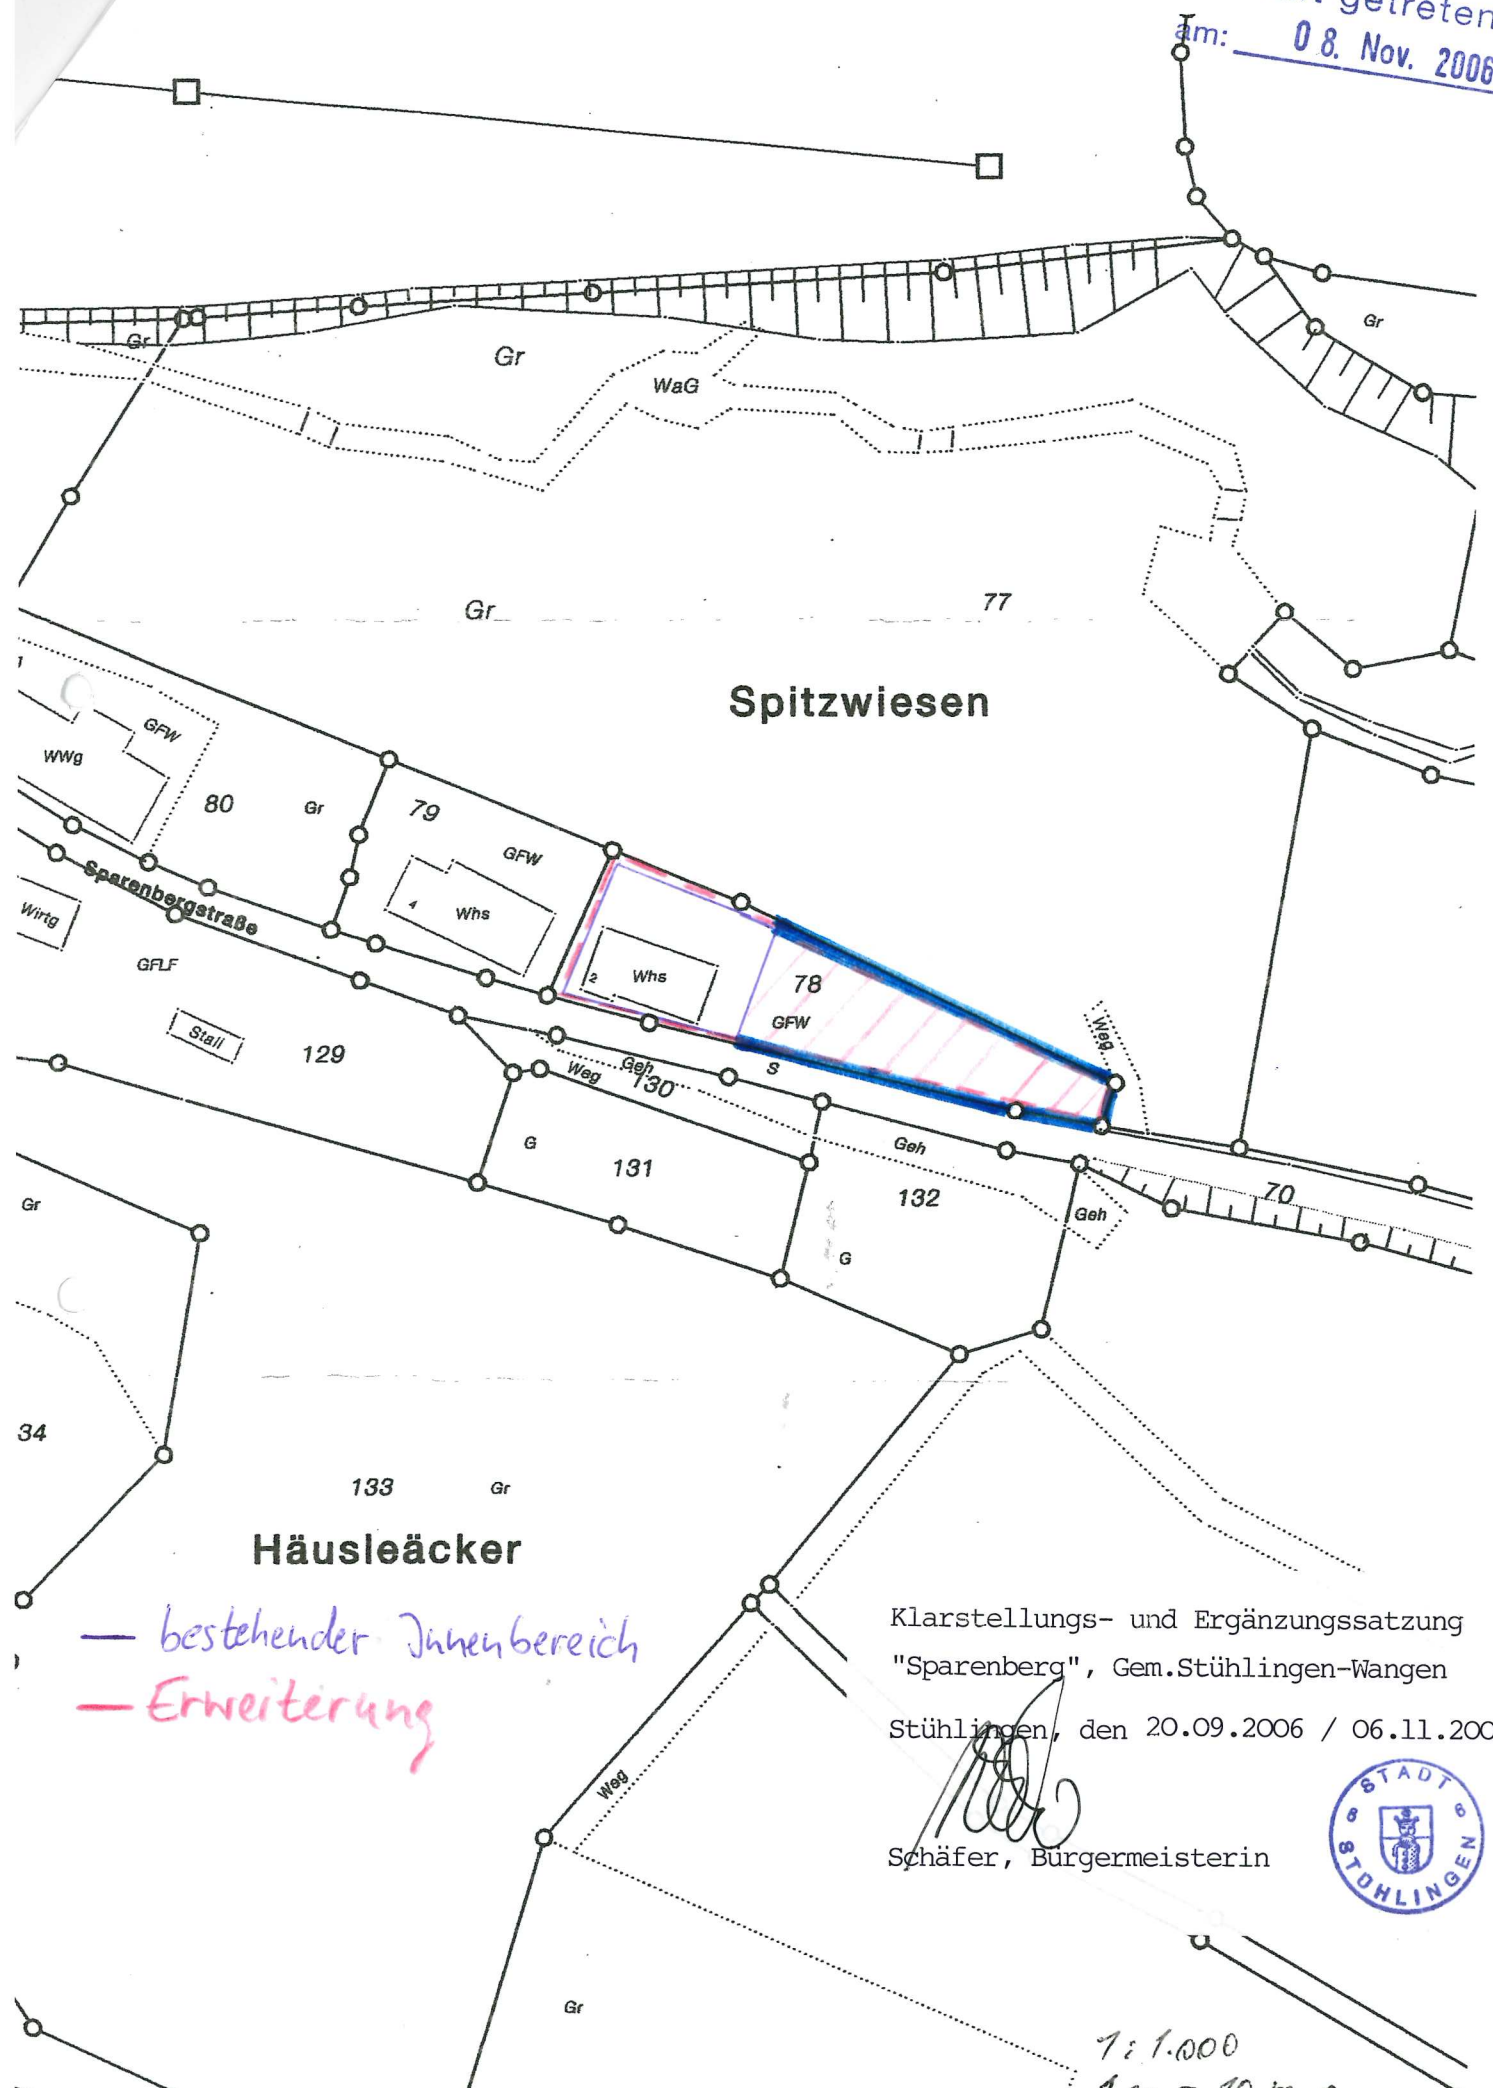 getreten
am: 08. Nov. 2006
Gr
Gr
Gr
WaG
Gr
77
Spitzwiesen
1
GFW
WWg
80
Gr
79
GFW
4
Whs
Sparenbergstraße
Wirtg
GFLF
2
Whs
78
GFW
Weg
Stall
129
S
Geh
Weg
130
G
131
Geh
132
70
Geh
Gr
G
34
133
Gr
Häusleäcker
— bestehender Innenbereich
— Erweiterung
Klarstellungs- und Ergänzungssatzung
"Sparenberg", Gem.Stühlingen-Wangen
Stühlingen, den 20.09.2006 / 06.11.200
Schäfer, Bürgermeisterin
STADT
8 6
STÜHLINGEN
Weg
Gr
1:1.000